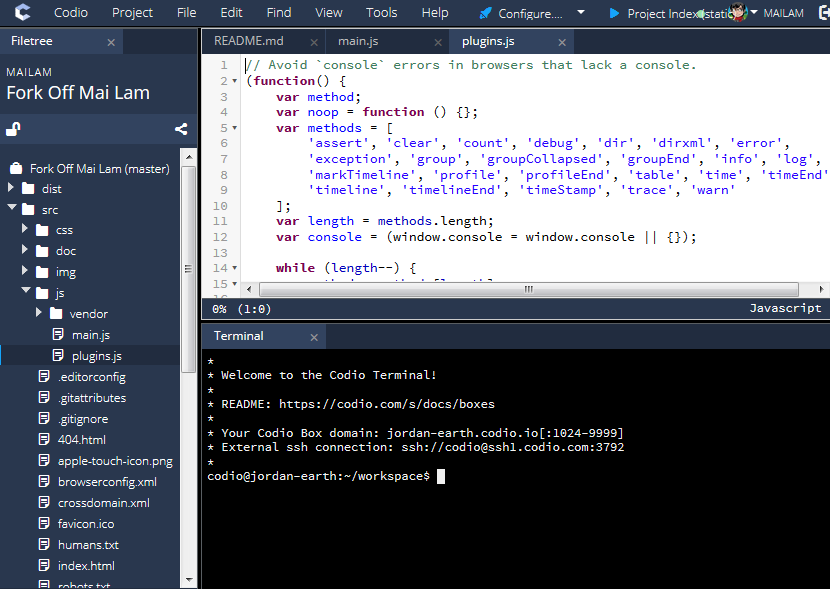 Codio Project File Edit Find View Tools Help Configure.... Project Index MAILAM
Filetree
MAILAM
Fork Off Mai Lam
Fork Off Mai Lam (master)
dist
src
css
doc
img
js
vendor
main.js
plugins.js
.editorconfig
.gitattributes
.gitignore
404.html
apple-touch-icon.png
browserconfig.xml
crossdomain.xml
favicon.ico
humans.txt
index.html
robots.txt
README.md main.js plugins.js
1 // Avoid `console` errors in browsers that lack a console.
2 (function() {
3 var method;
4 var noop = function () {};
5 var methods = [
6 'assert', 'clear', 'count', 'debug', 'dir', 'dirxml', 'error',
7 'exception', 'group', 'groupCollapsed', 'groupEnd', 'info', 'log',
8 'markTimeline', 'profile', 'profileEnd', 'table', 'time', 'timeEnd'
9 'timeline', 'timelineEnd', 'timeStamp', 'trace', 'warn'
10 ];
11 var length = methods.length;
12 var console = (window.console = window.console || {});
13
14 while (length--) {
15
0% (1:0) Javascript
Terminal
*
* Welcome to the Codio Terminal!
*
* README: https://codio.com/s/docs/boxes
*
* Your Codio Box domain: jordan-earth.codio.io[:1024-9999]
* External ssh connection: ssh://codio@ssh1.codio.com:3792
*
codio@jordan-earth:~/workspace$